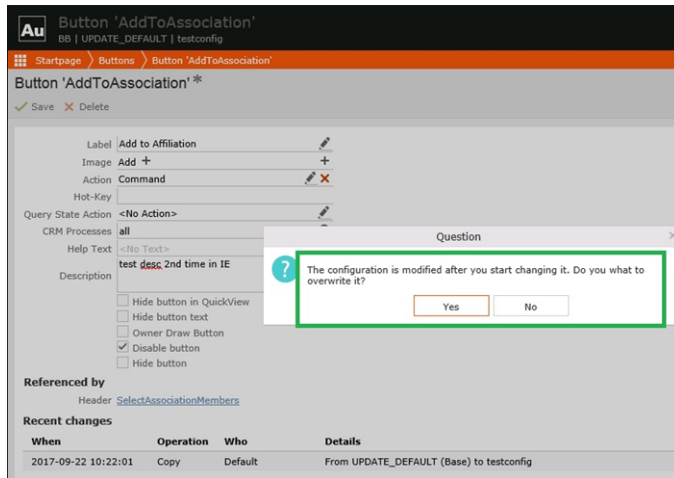 Au
Button 'AddToAssociation'
BB | UPDATE_DEFAULT | testconfig
Startpage Buttons Button 'AddToAssociation'
Button 'AddToAssociation' *
Save Delete
Label Add to Affiliation
Image Add
Action Command
Hot-Key
Query State Action <No Action>
CRM Processes all
Help Text <No Text>
Description test desc 2nd time in IE
Question
The configuration is modified after you start changing it. Do you what to
overwrite it?
Yes No
Hide button in QuickView
Hide button text
Owner Draw Button
Disable button
Hide button
Referenced by
Header SelectAssociationMembers
Recent changes
When Operation Who Details
2017-09-22 10:22:01 Copy Default From UPDATE_DEFAULT (Base) to testconfig